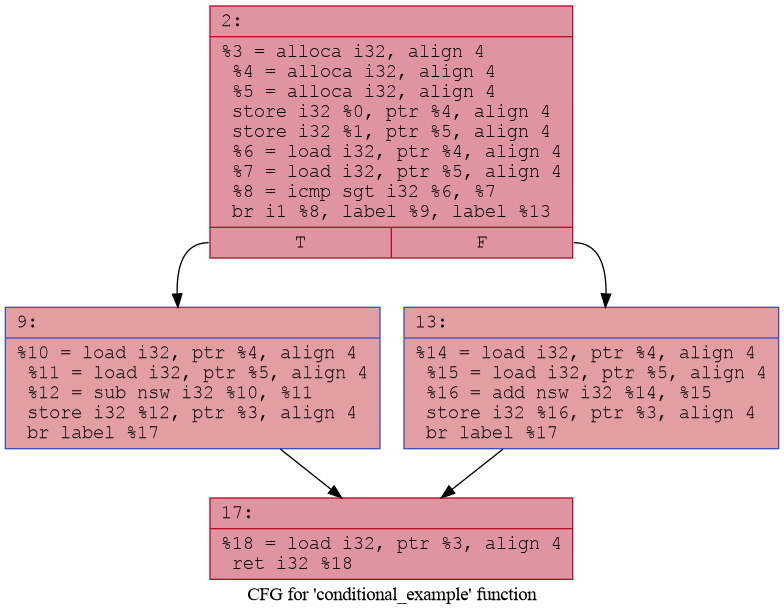 2:
%3 = alloca i32, align 4
%4 = alloca i32, align 4
%5 = alloca i32, align 4
store i32 %0, ptr %4, align 4
store i32 %1, ptr %5, align 4
%6 = load i32, ptr %4, align 4
%7 = load i32, ptr %5, align 4
%8 = icmp sgt i32 %6, %7
br i1 %8, label %9, label %13
T
F
9:
%10 = load i32, ptr %4, align 4
%11 = load i32, ptr %5, align 4
%12 = sub nsw i32 %10, %11
store i32 %12, ptr %3, align 4
br label %17
13:
%14 = load i32, ptr %4, align 4
%15 = load i32, ptr %5, align 4
%16 = add nsw i32 %14, %15
store i32 %16, ptr %3, align 4
br label %17
17:
%18 = load i32, ptr %3, align 4
ret i32 %18
CFG for 'conditional_example' function